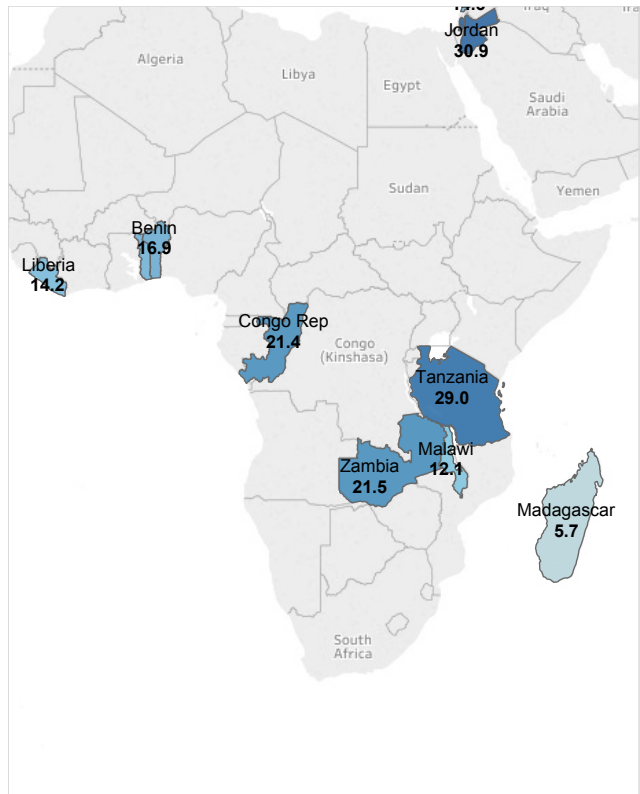 Jordan
30.9
Algeria
Libya
Egypt
Saudi
Arabia
Sudan
Yemen
Benin
16.9
Liberia
14.2
Congo Rep
21.4
Congo
(Kinshasa)
Tanzania
29.0
Malawi
12.1
Zambia
21.5
Madagascar
5.7
South
Africa